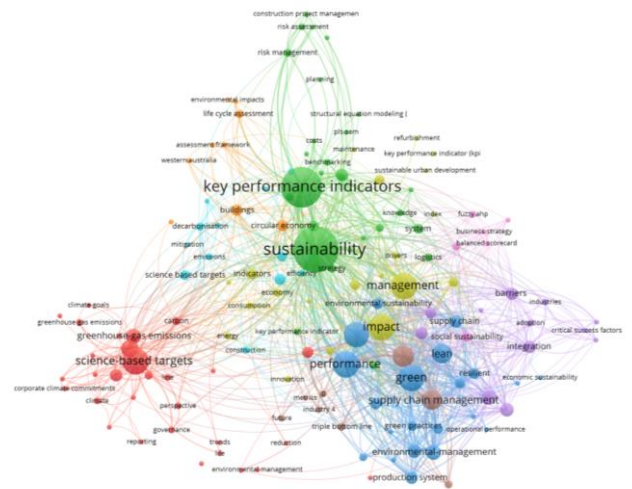 construction project managemen
risk assessment
risk management
planning
environmental impacts
life cycle assessment
structural equation modeling (
pls-sem
refurbishment
costs
assessment framework
maintenance
key performance indicator (kpi
western australia
benchmarking
sustainable urban development
key performance indicators
buildings
knowledge
index
fuzzy ahp
decarbonisation
circular economy
system
business strategy
mitigation
sustainability
balanced scorecard
emissions
drivers
logistics
science based targets
indicators
efficiency
strategy
economy
management
barriers
climate goals
consumption
environmental sustainability
industries
greenhouse gas emissions
carbon
supply chain
adoption
critical success factors
greenhouse-gas emissions
energy
key performance indicator
impact
social sustainability
integration
construction
lean
science-based targets
performance
resilient
economic sustainability
innovation
green
corporate climate commitments
climate
metrics
supply chain management
perspective
industry 4
future
governance
triple bottom line
green practices
operational performance
reporting
trends
reduction
environmental-management
environmental-management
production system